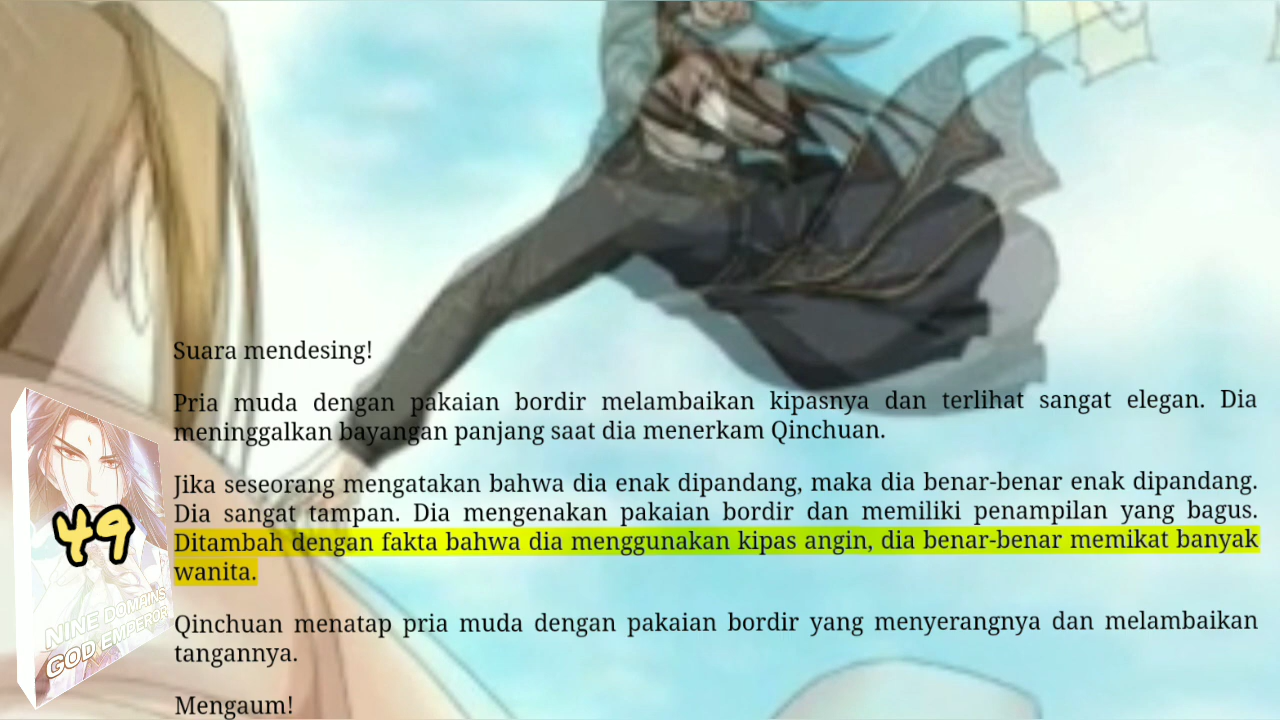 Suara mendesing!
Pria muda dengan pakaian bordir melambaikan kipasnya dan terlihat sangat elegan. Dia
meninggalkan bayangan panjang saat dia menerkam Qinchuan.
Jika seseorang mengatakan bahwa dia enak dipandang, maka dia benar-benar enak dipandang.
Dia sangat tampan. Dia mengenakan pakaian bordir dan memiliki penampilan yang bagus.
Ditambah dengan fakta bahwa dia menggunakan kipas angin, dia benar-benar memikat banyak
wanita.
Qinchuan menatap pria muda dengan pakaian bordir yang menyerangnya dan melambaikan
tangannya.
Mengaum!
49
NINE DOMAINS
GOD EMPEROR